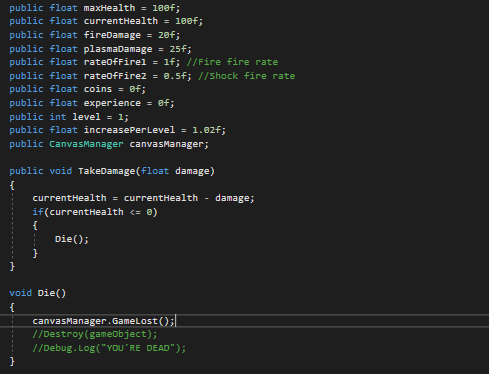 public float maxHealth = 100f;
public float currentHealth = 100f;
public float fireDamage = 20f;
public float plasmaDamage = 25f;
public float rateOfFire1 = 1f; //Fire fire rate
public float rateOfFire2 = 0.5f; //Shock fire rate
public float coins = 0f;
public float experience = 0f;
public int level = 1;
public float increasePerLevel = 1.02f;
public CanvasManager canvasManager;

public void TakeDamage(float damage)
{
    currentHealth = currentHealth - damage;
    if(currentHealth <= 0)
    {
        Die();
    }
}

void Die()
{
    canvasManager.GameLost();
    //Destroy(gameObject);
    //Debug.Log("YOU'RE DEAD");
}